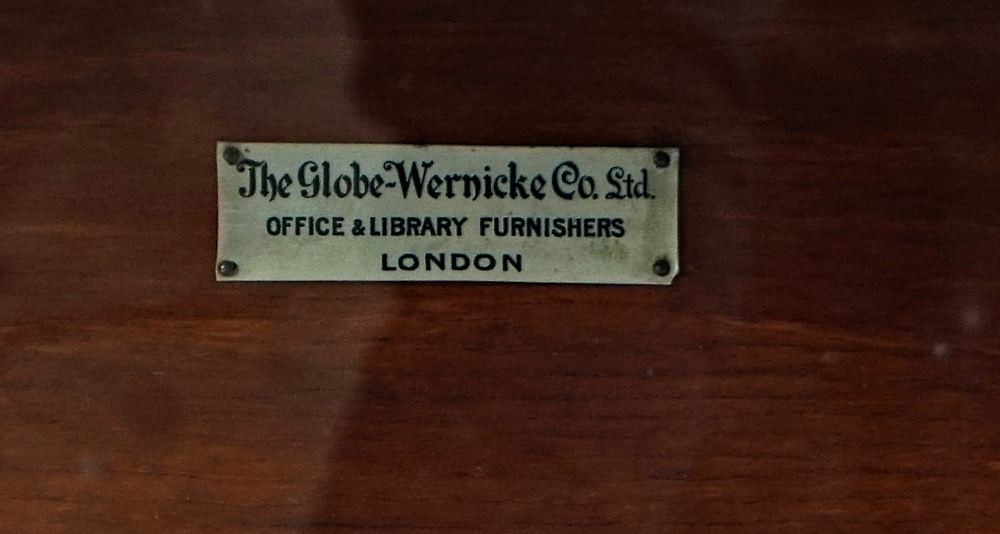 The Globe-Wernicke Co. Ltd.
OFFICE & LIBRARY FURNISHERS
LONDON